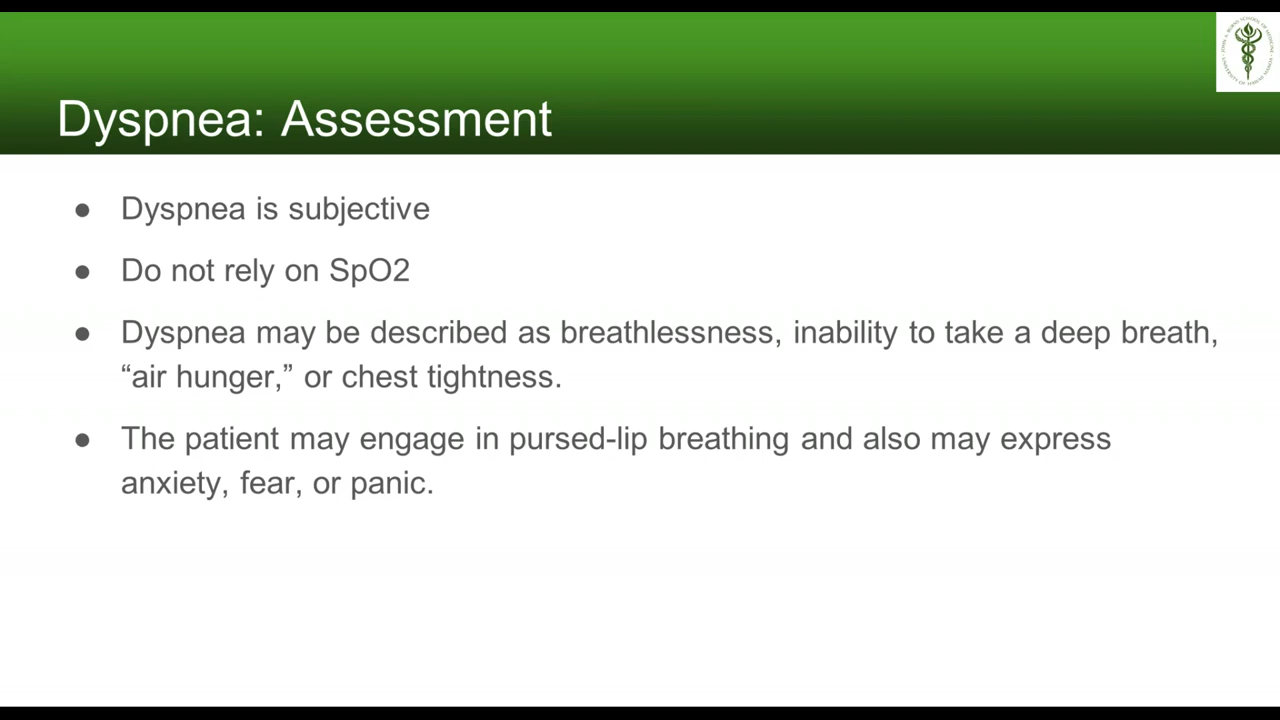 Dyspnea: Assessment
● Dyspnea is subjective
● Do not rely on SpO2
● Dyspnea may be described as breathlessness, inability to take a deep breath,
“air hunger,” or chest tightness.
● The patient may engage in pursed-lip breathing and also may express
anxiety, fear, or panic.